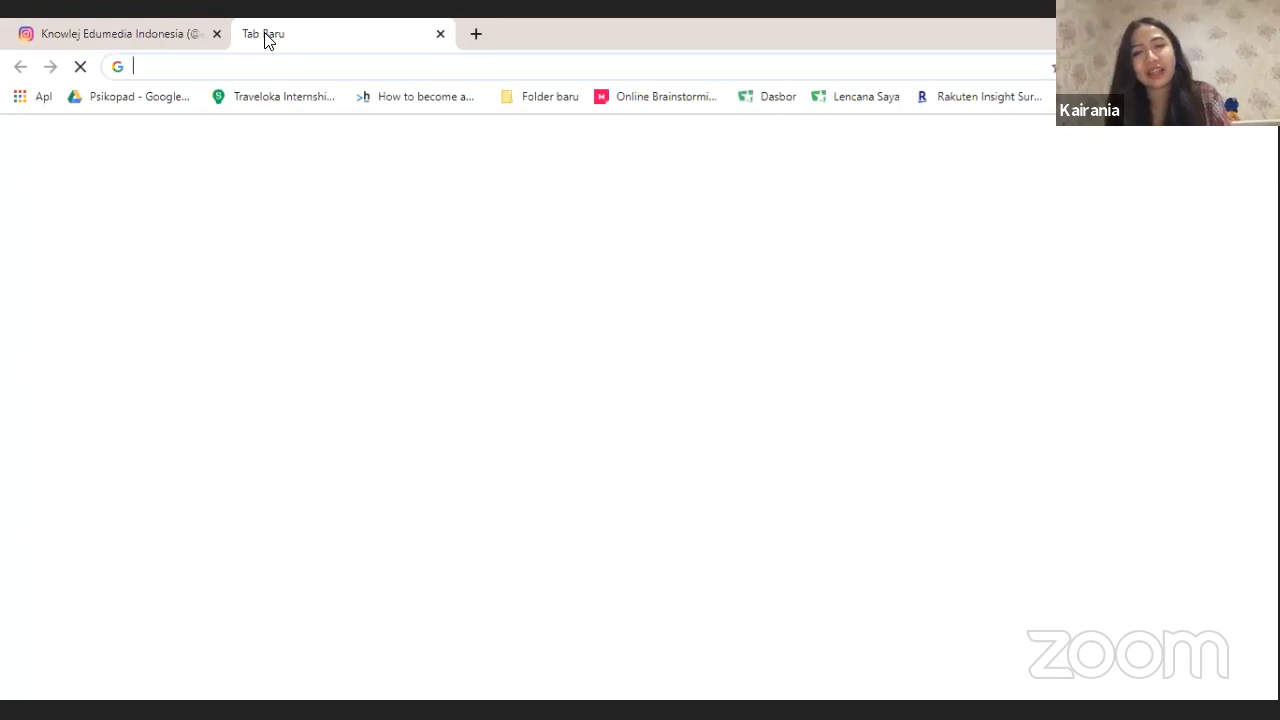 Knowlej Edumedia Indonesia (@
Tab Baru
Apl
Psikopad - Google...
Traveloka Internshi...
How to become a...
Folder baru
Online Brainstormi...
Dasbor
Lencana Saya
Rakuten Insight Sur...
Kairania
zoom